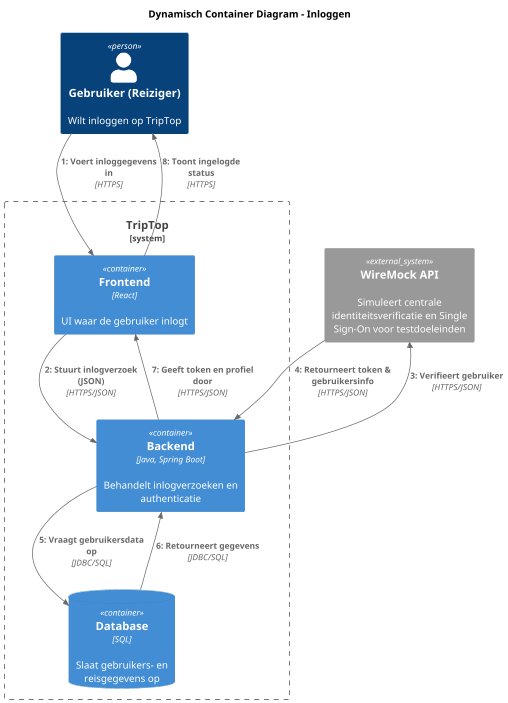 Dynamisch Container Diagram - Inloggen
«person»
Gebruiker (Reiziger)
Wilt inloggen op TripTop
1: Voert inloggegevens
in
[HTTPS]
8: Toont ingelogde
status
[HTTPS]
TripTop
[system]
«container»
Frontend
[React]
UI waar de gebruiker inlogt
«external_system»
WireMock API
Simuleert centrale
identiteitsverificatie en Single
Sign-On voor testdoeleinden
2: Stuurt inlogverzoek
(JSON)
[HTTPS/JSON]
7: Geeft token en profiel
door
[HTTPS/JSON]
4: Retourneert token &
gebruikersinfo
[HTTPS/JSON]
3: Verifieert gebruiker
[HTTPS/JSON]
«container»
Backend
[Java, Spring Boot]
Behandelt inlogverzoeken en
authenticatie
5: Vraagt gebruikersdata
op
[JDBC/SQL]
6: Retourneert gegevens
[JDBC/SQL]
«container»
Database
[SQL]
Slaat gebruikers- en
reisgegevens op